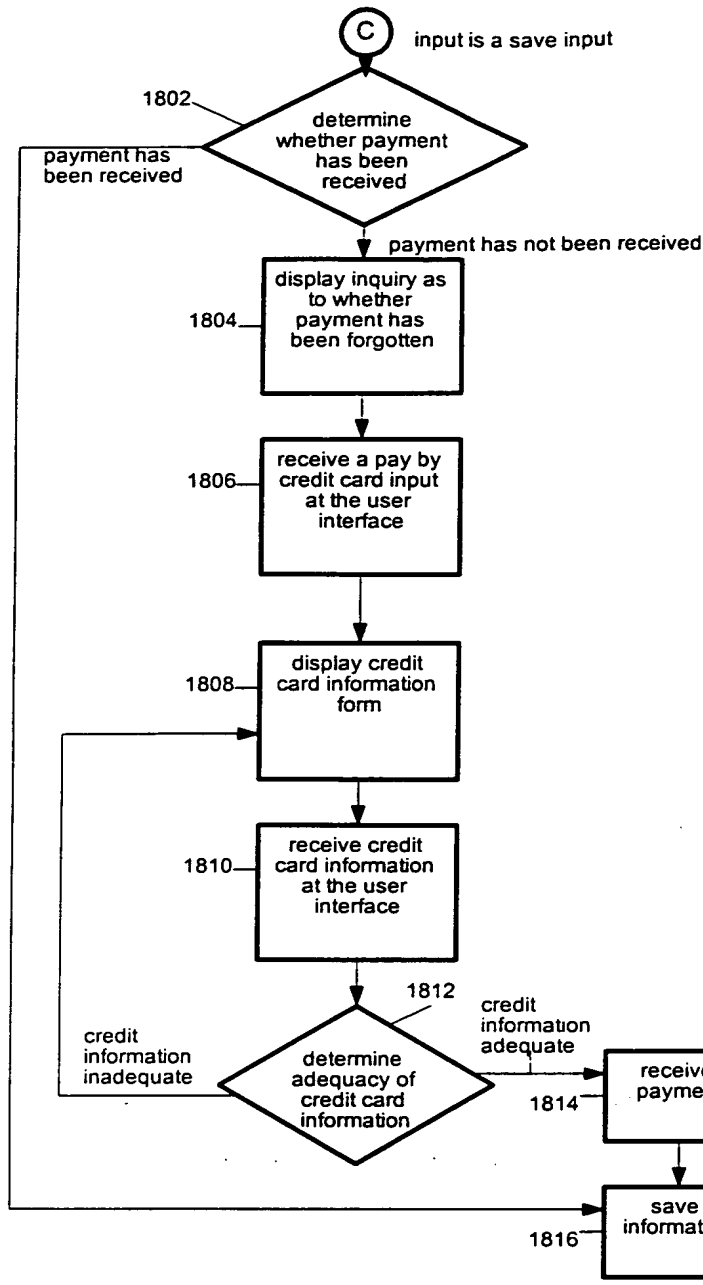 C
input is a save input
1802
determine
whether payment
has been
received
payment has
been received
payment has not been received
1804
display inquiry as
to whether
payment has
been forgotten
1806
receive a pay by
credit card input
at the user
interface
1808
display credit
card information
form
1810
receive credit
card information
at the user
interface
1812
credit
information
adequate
credit
information
inadequate
determine
adequacy of
credit card
information
1814
1816
save